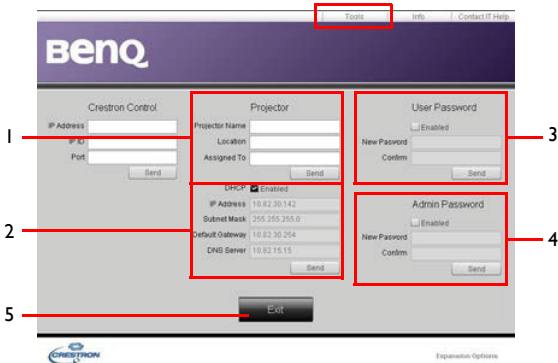 Tools Info Contact IT Help
BenQ
Crestron Control
IP Address
IP ID
Port
Send
Projector
Projector Name
Location
Assigned To
Send
DHCP Enabled
IP Address 10.82.30.142
Subnet Mask 255.255.255.0
Default Gateway 10.82.30.254
DNS Server 10.82.15.15
Send
User Password
Enabled
New Pasword
Confirm
Send
Admin Password
Enabled
New Pasword
Confirm
Send
Exit
CRESTRON
Expansion Options
1
2
3
4
5